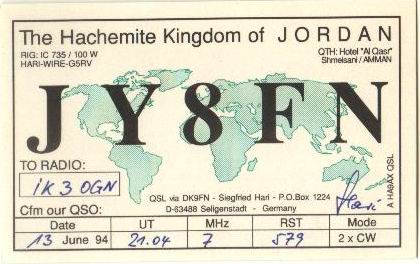 The Hachemite Kingdom of JORDAN
RIG: IC 735 / 100 W
HARI-WIRE-G5RV
QTH: Hotel "Al Qasr"
Shmeisani / AMMAN
JY8FN
TO RADIO:
IK3OGN
QSL via DK9FN - Siegfried Hari - P.O.Box 1224
D-63488 Seligenstadt - Germany
Hari
A HA9AX QSL
Cfm our QSO:
Date UT MHz RST Mode
13 June 94 21.04 7 579 2 x CW